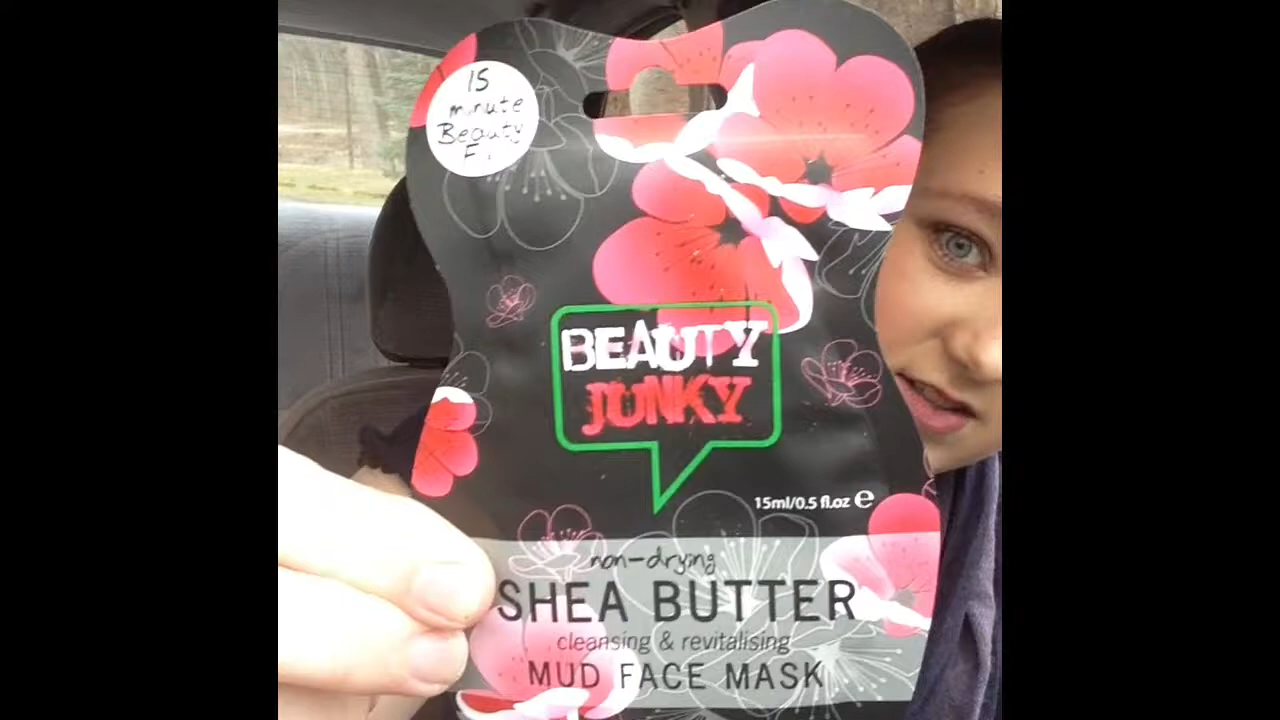 15
minute
Beauty
BEAUTY
JUNKY
15ml/0.5 fl.oz e
non-drying
SHEA BUTTER
cleansing & revitalising
MUD FACE MASK